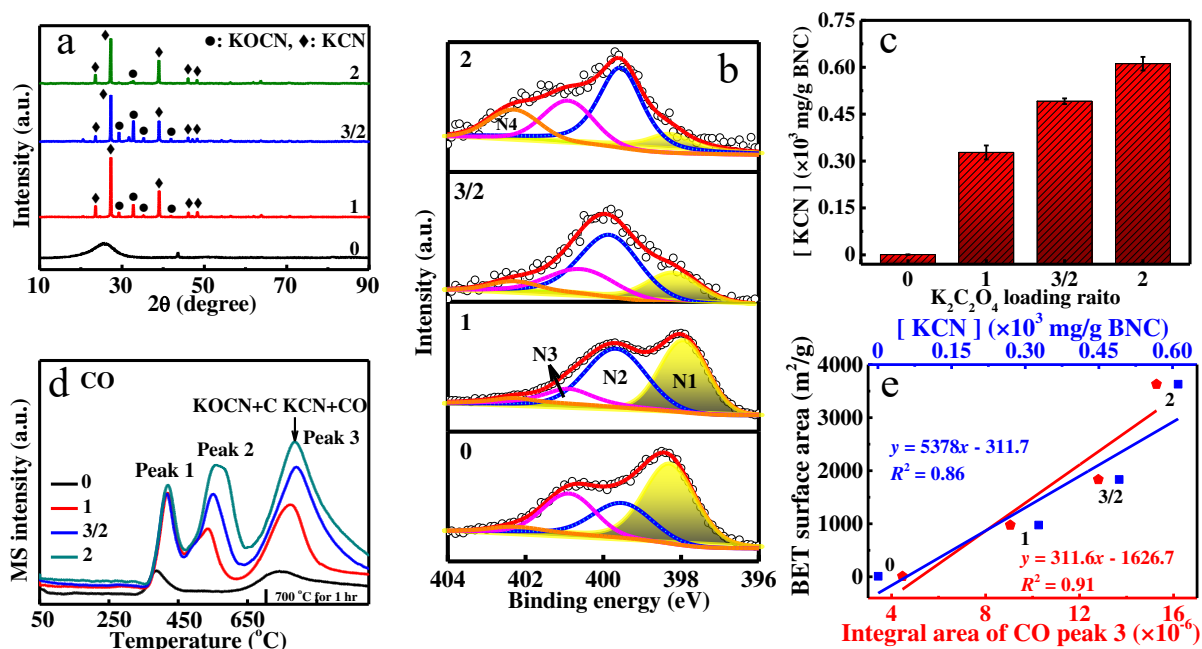 a
●: KOCN, ♦: KCN
2
3/2
1
0
Intensity (a.u.)
10 30 50 70 90
2θ (degree)
b
2
N4
3/2
1
N3
N2
N1
0
Intensity (a.u.)
404 402 400 398 396
Binding energy (eV)
c
[ KCN ] (×10³ mg/g BNC)
0.75
0.60
0.45
0.30
0.15
0
0 1 3/2 2
K₂C₂O₄ loading raito
d CO
KOCN+C KCN+CO
Peak 1
Peak 2
Peak 3
0
1
3/2
2
700 °C for 1 hr
MS intensity (a.u.)
50 250 450 650
Temperature (°C)
[ KCN ] (×10³ mg/g BNC)
0 0.15 0.30 0.45 0.60
e
BET surface area (m²/g)
4000
3000
2000
1000
0
2
y = 5378x - 311.7
R² = 0.86
3/2
1
0
y = 311.6x - 1626.7
R² = 0.91
4 8 12 16
Integral area of CO peak 3 (×10⁻⁶)